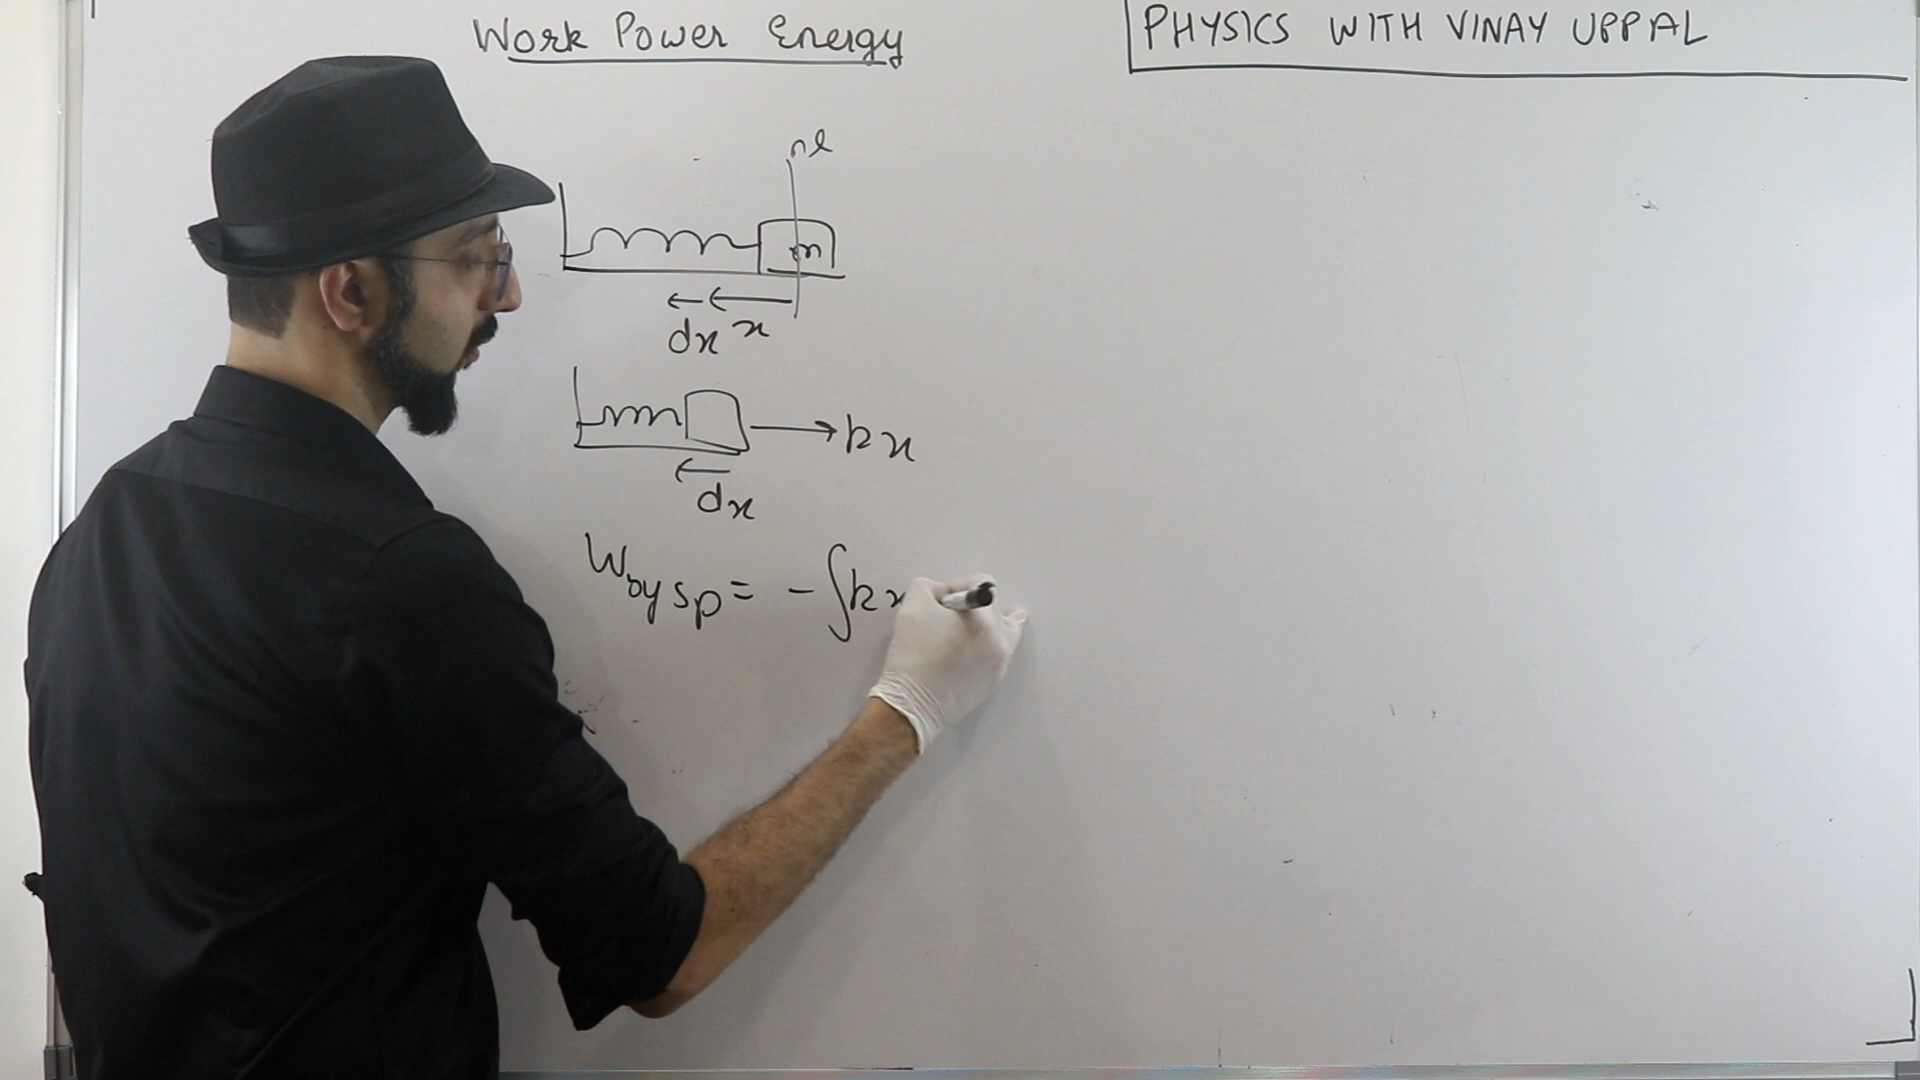 Work Power Energy
PHYSICS WITH VINAY UPPAL
nl
m
dx x
kx
dx
W by sp = - ∫kx